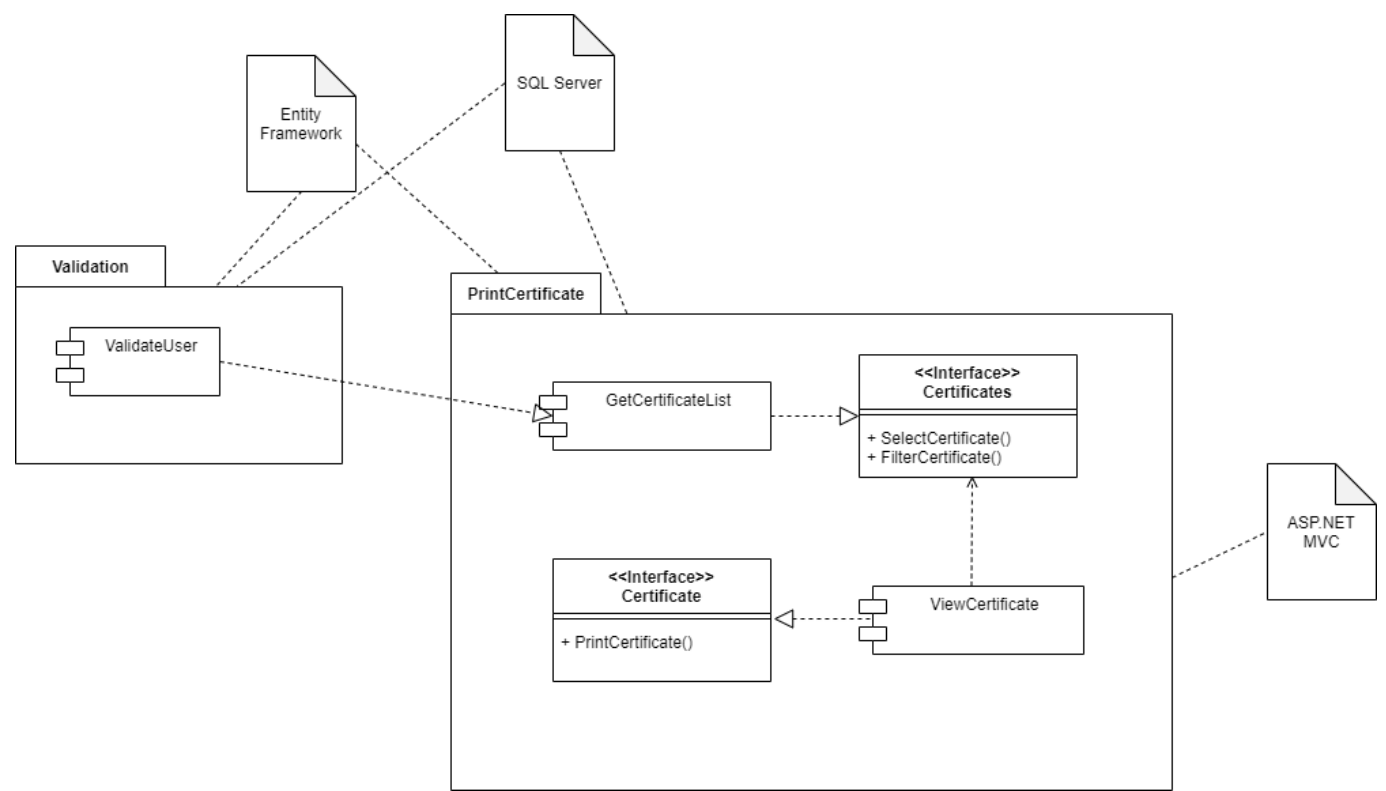 SQL Server
Entity
Framework
Validation
PrintCertificate
ValidateUser
GetCertificateList
<<Interface>>
Certificates
+ SelectCertificate()
+ FilterCertificate()
ASP.NET
MVC
<<Interface>>
Certificate
+ PrintCertificate()
ViewCertificate